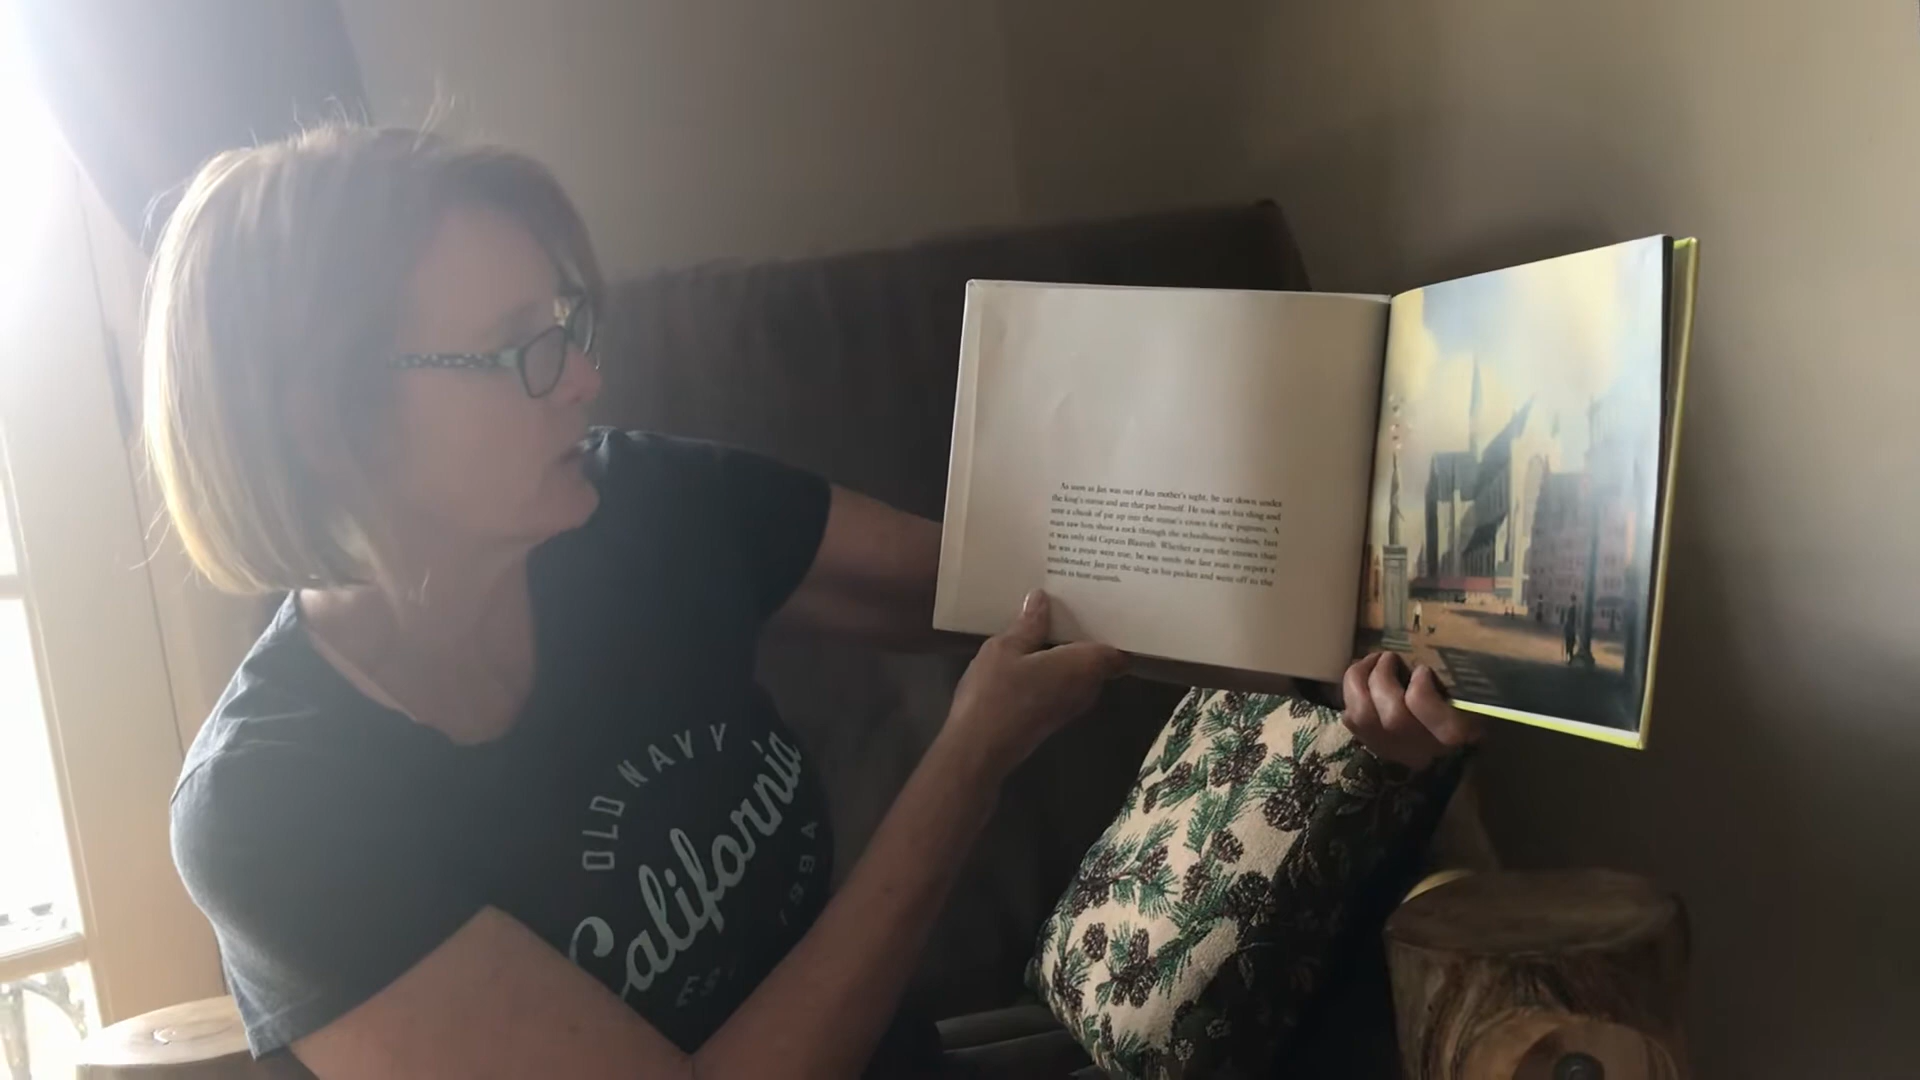 As soon as Jan was out of his mother's sight, he sat down under
the king's statue and ate that pie himself. He took out his sling and
sent a chunk of pie up into the statue's crown for the pigeons. A
man saw him shoot a rock through the schoolhouse window, but
it was only old Captain Blauvelt. Whether or not the stories that
he was a pirate were true, he was surely the last man to report a
troublemaker. Jan put the sling in his pocket and went off to the
woods to hunt squirrels.
OLD NAVY
California
1994